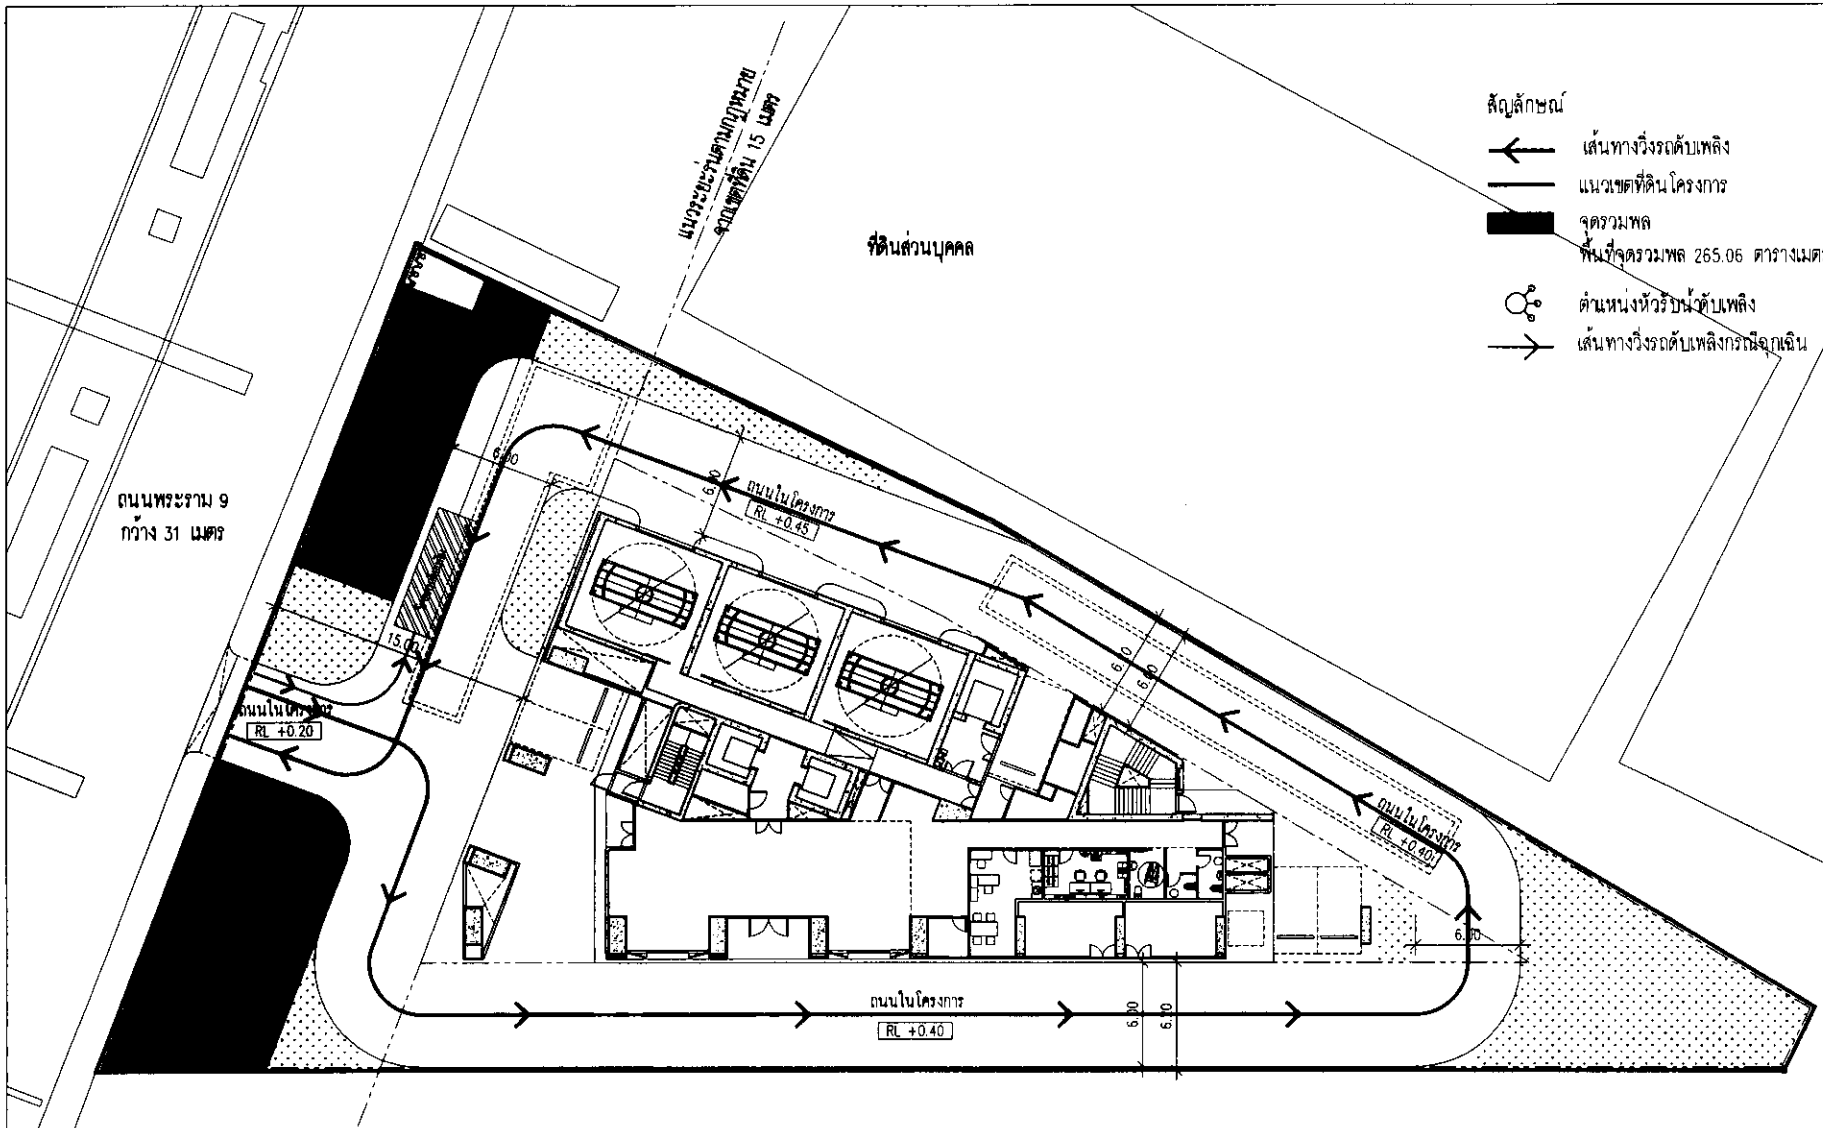 สัญลักษณ์
เส้นทางวิ่งรถดับเพลิง
แนวเขตที่ดินโครงการ
จุดรวมพล
พื้นที่จุดรวมพล 265.06 ตารางเมตร
ตำแหน่งหัวรับน้ำดับเพลิง
เส้นทางวิ่งรถดับเพลิงกรณีฉุกเฉิน
แนวระยะร่นตามกฎหมาย
จากเขตที่ดิน 15 เมตร
ที่ดินส่วนบุคคล
ถนนพระราม 9
กว้าง 31 เมตร
6.00
6.00
ถนนในโครงการ
RL +0.45
15.00
6.00
ถนนในโครงการ
RL +0.20
ถนนในโครงการ
RL +0.40
6.00
ถนนในโครงการ
RL +0.40
6.00